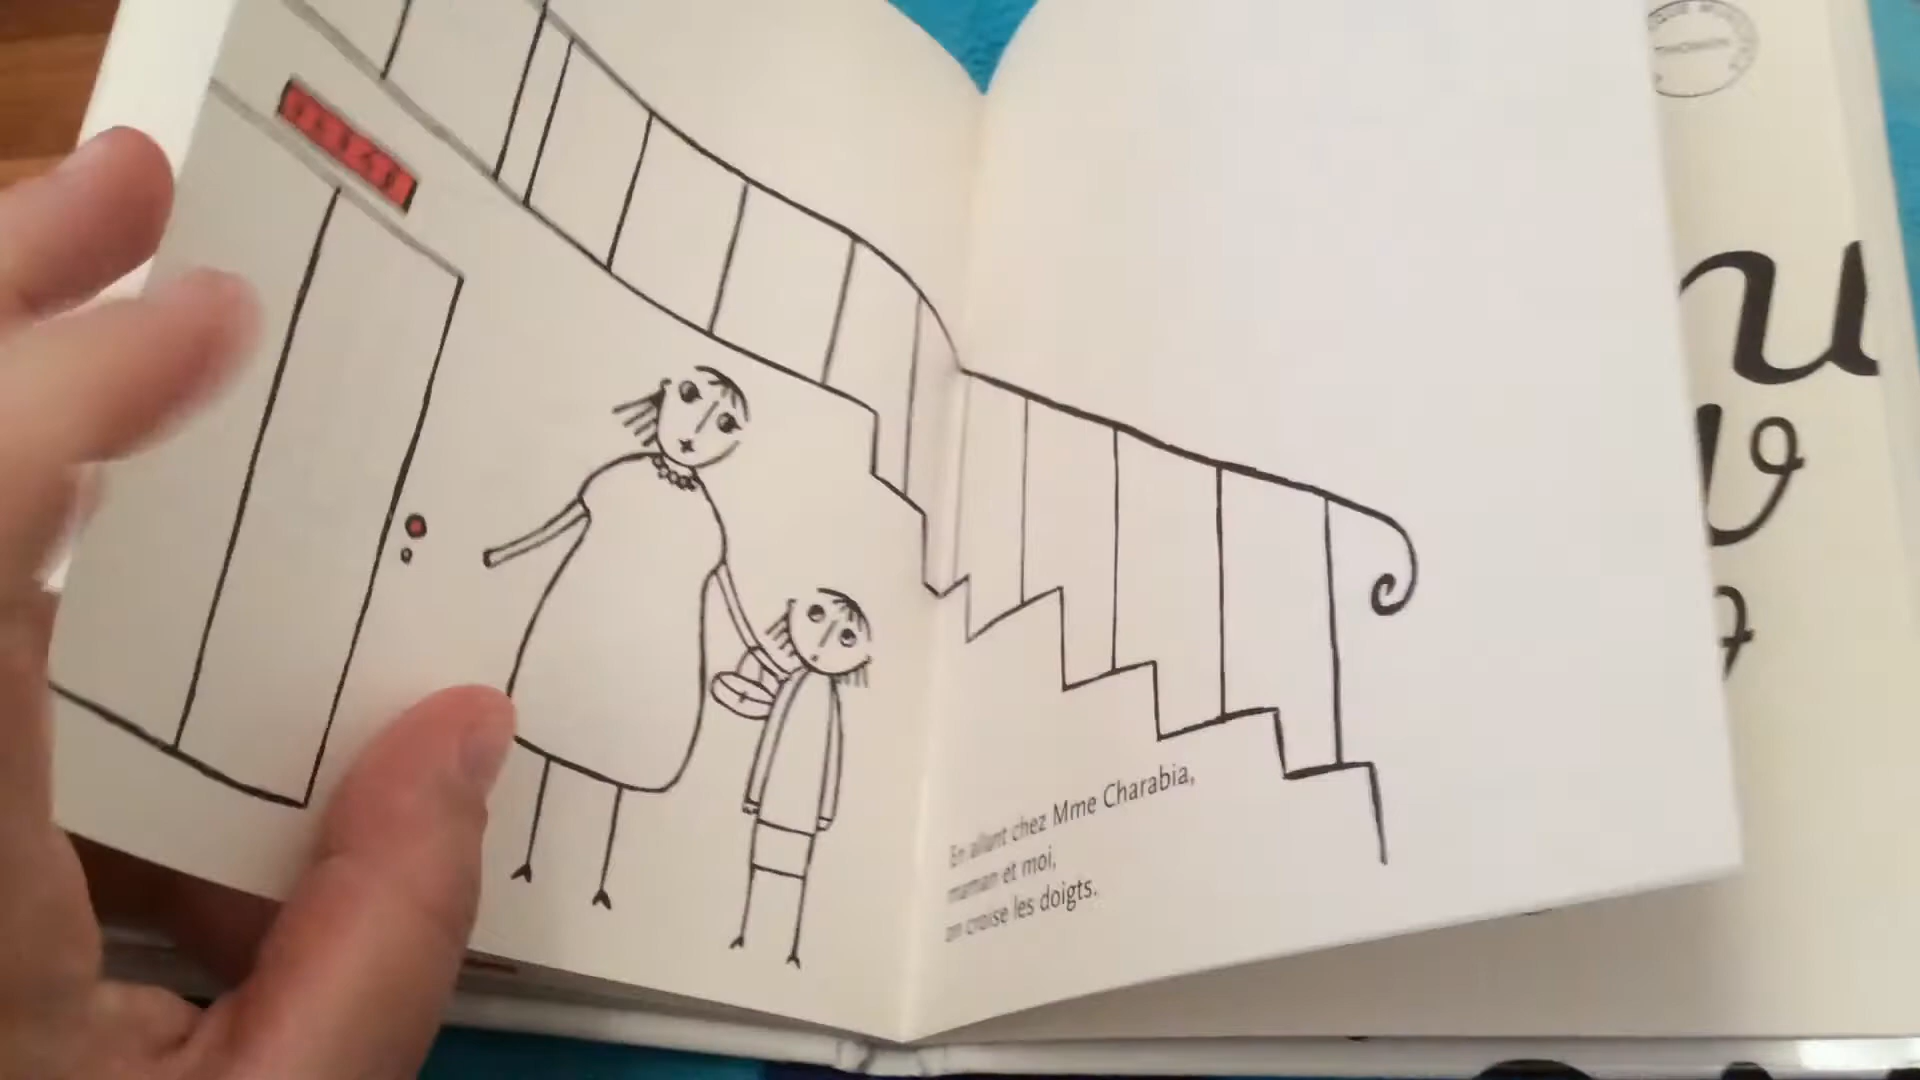 En allant chez Mme Charabia,
maman et moi,
on croise les doigts.
u
v